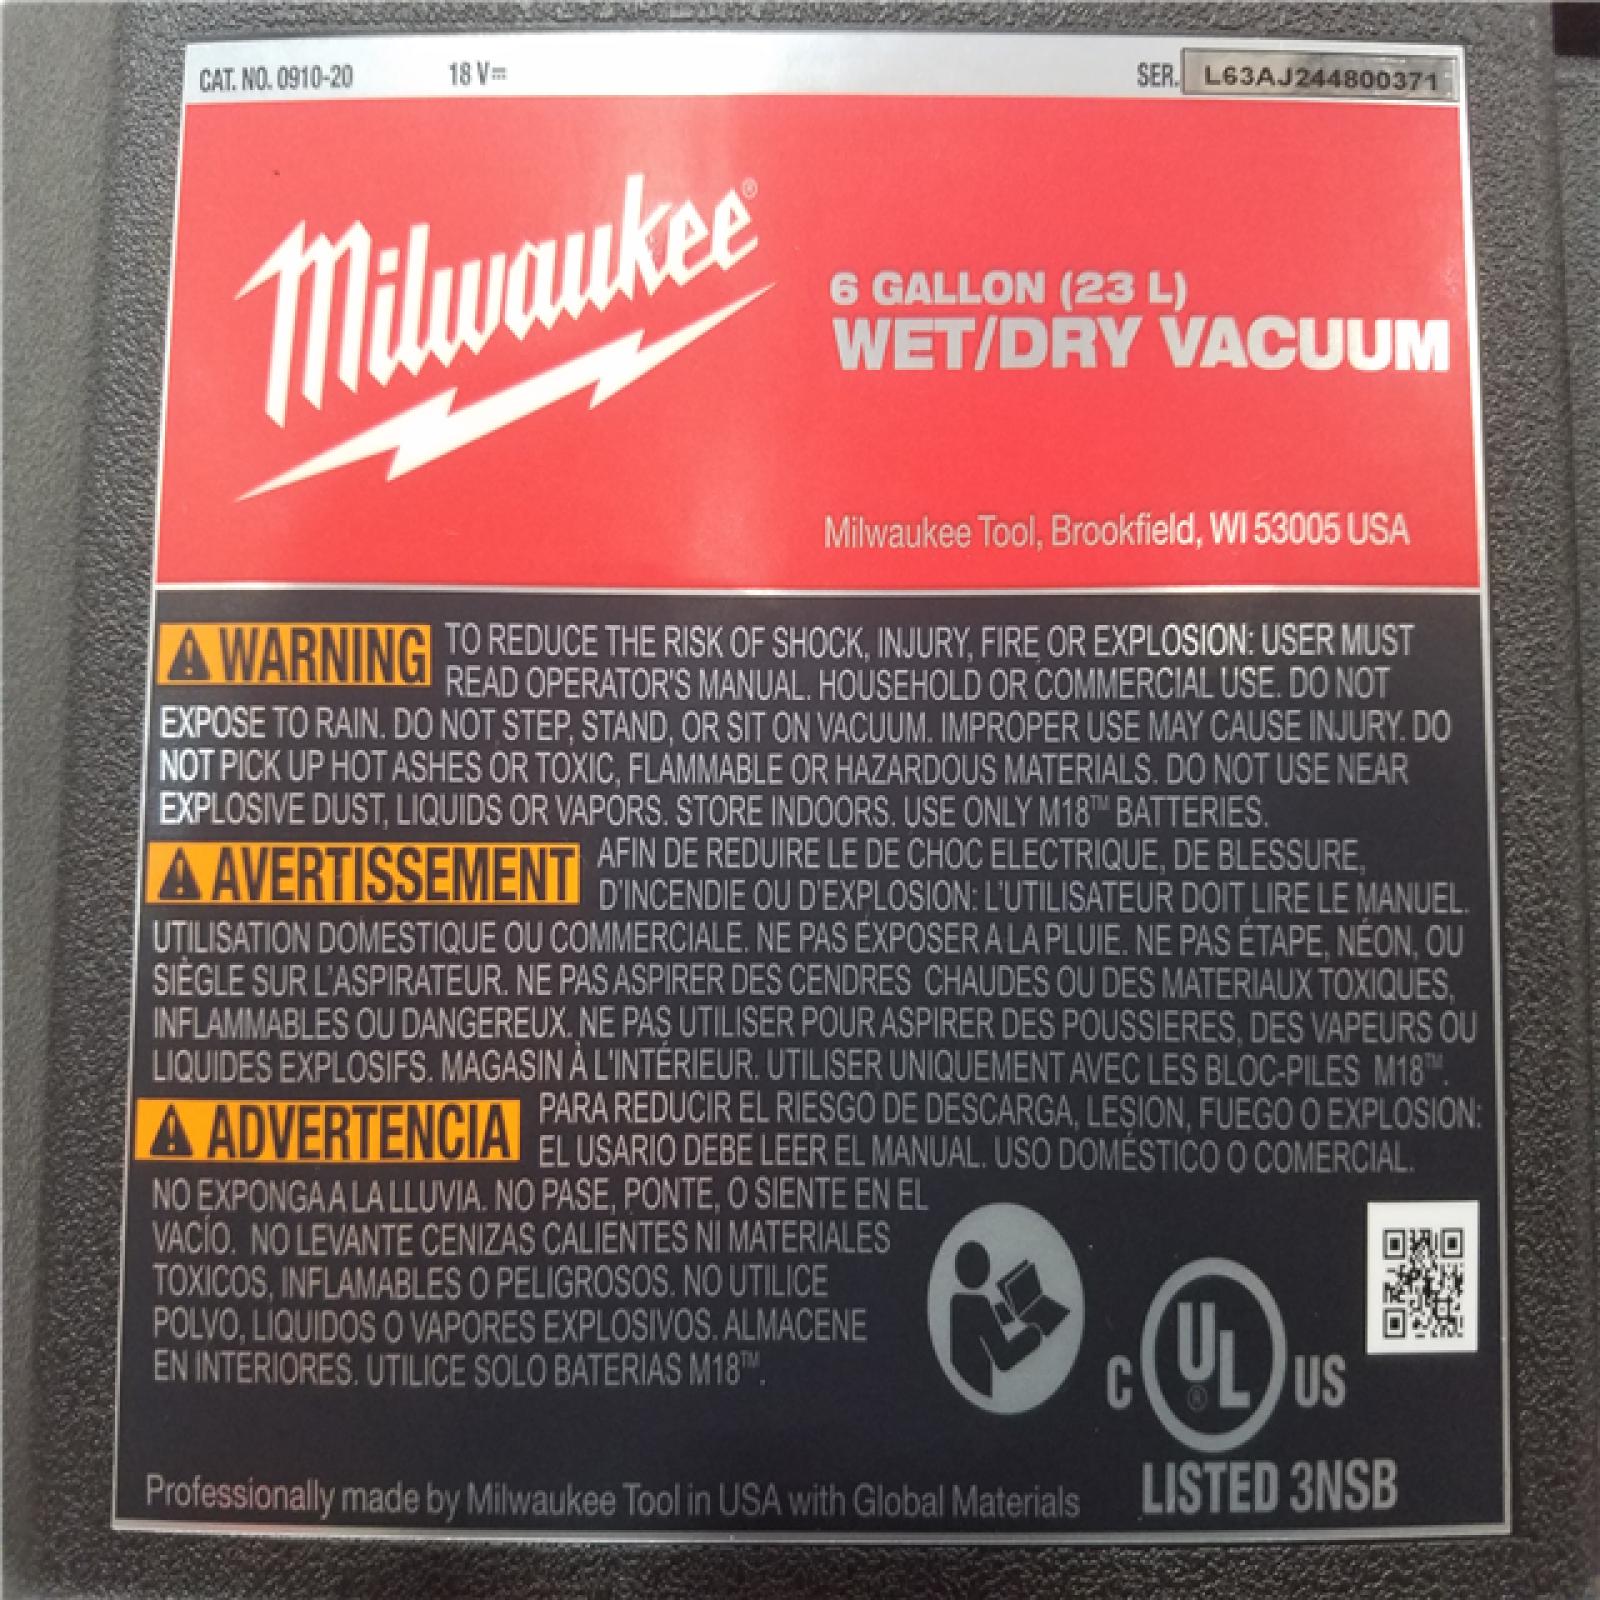 CAT. NO. 0910-20 18 V⎓ SER. L63AJ244800371
Milwaukee®
6 GALLON (23 L)
WET/DRY VACUUM
Milwaukee Tool, Brookfield, WI 53005 USA
⚠ WARNING TO REDUCE THE RISK OF SHOCK, INJURY, FIRE OR EXPLOSION: USER MUST
READ OPERATOR'S MANUAL. HOUSEHOLD OR COMMERCIAL USE. DO NOT
EXPOSE TO RAIN. DO NOT STEP, STAND, OR SIT ON VACUUM. IMPROPER USE MAY CAUSE INJURY. DO
NOT PICK UP HOT ASHES OR TOXIC, FLAMMABLE OR HAZARDOUS MATERIALS. DO NOT USE NEAR
EXPLOSIVE DUST, LIQUIDS OR VAPORS. STORE INDOORS. USE ONLY M18™ BATTERIES.
⚠ AVERTISSEMENT AFIN DE REDUIRE LE DE CHOC ELECTRIQUE, DE BLESSURE,
D'INCENDIE OU D'EXPLOSION: L'UTILISATEUR DOIT LIRE LE MANUEL.
UTILISATION DOMESTIQUE OU COMMERCIALE. NE PAS EXPOSER A LA PLUIE. NE PAS ÉTAPE, NÉON, OU
SIÈGLE SUR L'ASPIRATEUR. NE PAS ASPIRER DES CENDRES CHAUDES OU DES MATERIAUX TOXIQUES,
INFLAMMABLES OU DANGEREUX. NE PAS UTILISER POUR ASPIRER DES POUSSIERES, DES VAPEURS OU
LIQUIDES EXPLOSIFS. MAGASIN À L'INTÉRIEUR. UTILISER UNIQUEMENT AVEC LES BLOC-PILES M18™.
⚠ ADVERTENCIA PARA REDUCIR EL RIESGO DE DESCARGA, LESION, FUEGO O EXPLOSION:
EL USARIO DEBE LEER EL MANUAL. USO DOMÉSTICO O COMERCIAL.
NO EXPONGA A LA LLUVIA. NO PASE, PONTE, O SIENTE EN EL
VACÍO. NO LEVANTE CENIZAS CALIENTES NI MATERIALES
TOXICOS, INFLAMABLES O PELIGROSOS. NO UTILICE
POLVO, LIQUIDOS O VAPORES EXPLOSIVOS. ALMACENE
EN INTERIORES. UTILICE SOLO BATERIAS M18™.
C UL® US
LISTED 3NSB
Professionally made by Milwaukee Tool in USA with Global Materials